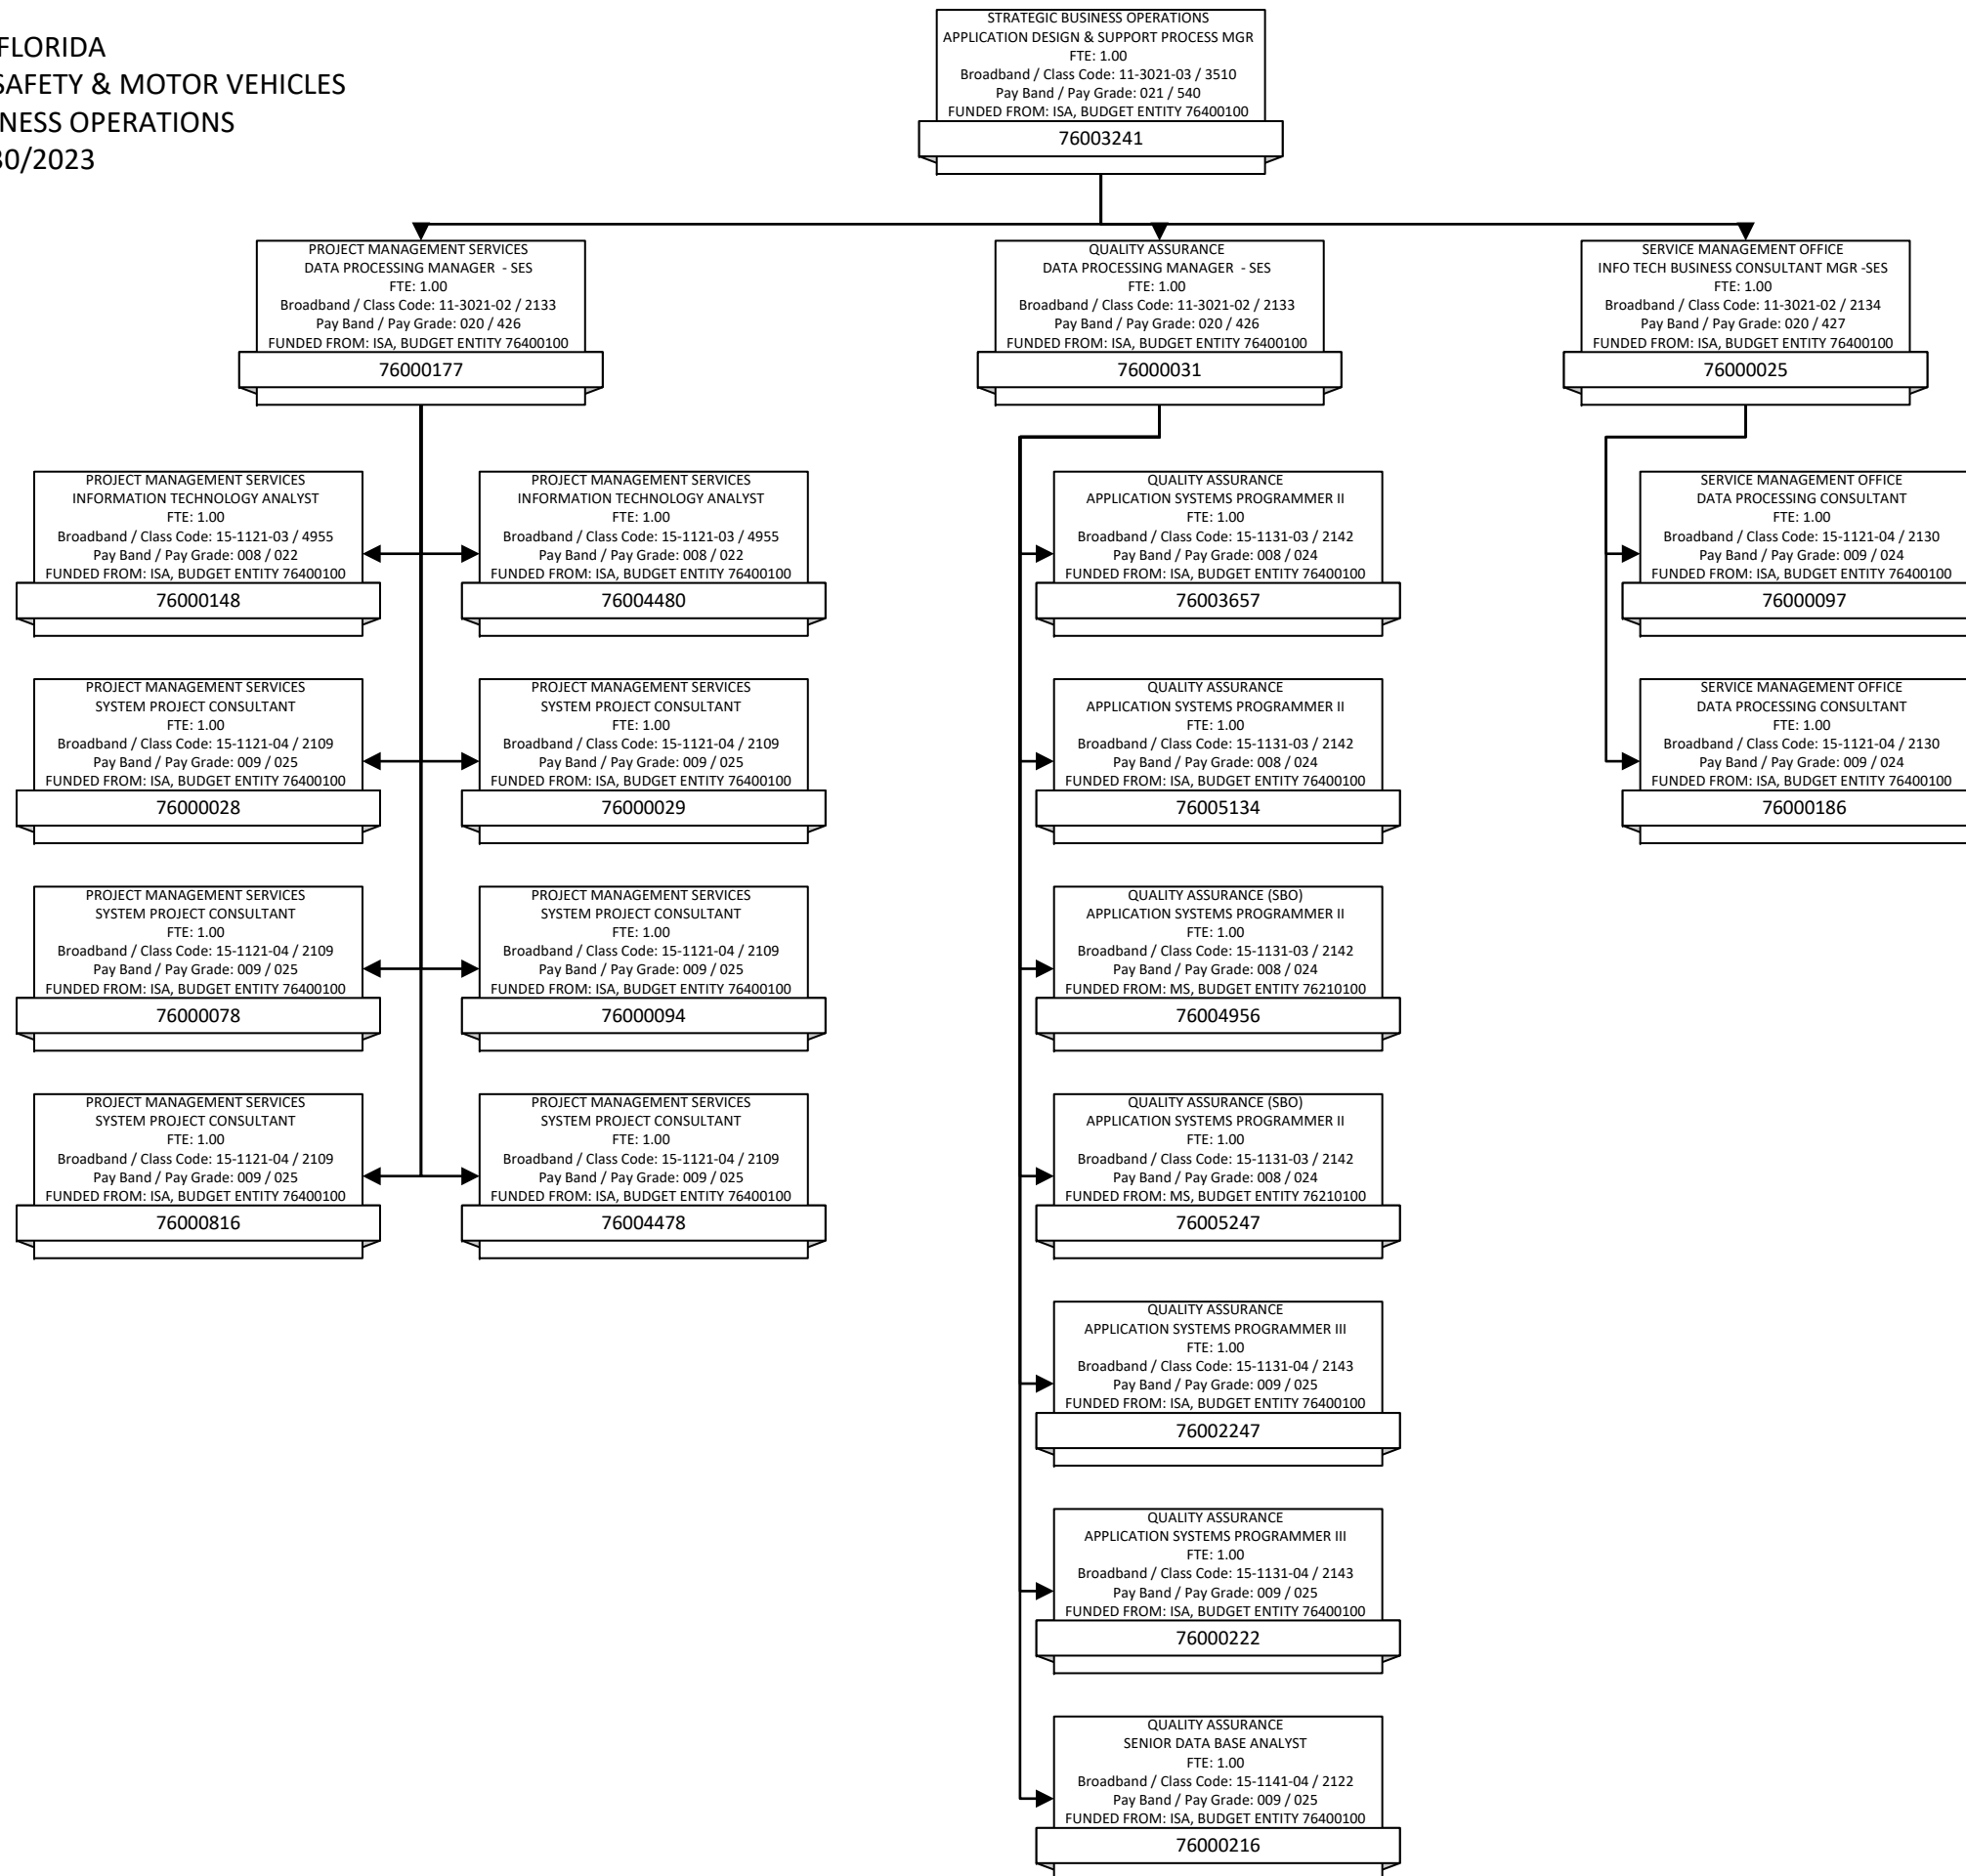 FLORIDA
SAFETY & MOTOR VEHICLES
NESS OPERATIONS
30/2023
STRATEGIC BUSINESS OPERATIONS
APPLICATION DESIGN & SUPPORT PROCESS MGR
FTE: 1.00
Broadband / Class Code: 11-3021-03 / 3510
Pay Band / Pay Grade: 021 / 540
FUNDED FROM: ISA, BUDGET ENTITY 76400100
76003241
PROJECT MANAGEMENT SERVICES
DATA PROCESSING MANAGER - SES
FTE: 1.00
Broadband / Class Code: 11-3021-02 / 2133
Pay Band / Pay Grade: 020 / 426
FUNDED FROM: ISA, BUDGET ENTITY 76400100
76000177
QUALITY ASSURANCE
DATA PROCESSING MANAGER - SES
FTE: 1.00
Broadband / Class Code: 11-3021-02 / 2133
Pay Band / Pay Grade: 020 / 426
FUNDED FROM: ISA, BUDGET ENTITY 76400100
76000031
SERVICE MANAGEMENT OFFICE
INFO TECH BUSINESS CONSULTANT MGR -SES
FTE: 1.00
Broadband / Class Code: 11-3021-02 / 2134
Pay Band / Pay Grade: 020 / 427
FUNDED FROM: ISA, BUDGET ENTITY 76400100
76000025
PROJECT MANAGEMENT SERVICES
INFORMATION TECHNOLOGY ANALYST
FTE: 1.00
Broadband / Class Code: 15-1121-03 / 4955
Pay Band / Pay Grade: 008 / 022
FUNDED FROM: ISA, BUDGET ENTITY 76400100
76000148
PROJECT MANAGEMENT SERVICES
INFORMATION TECHNOLOGY ANALYST
FTE: 1.00
Broadband / Class Code: 15-1121-03 / 4955
Pay Band / Pay Grade: 008 / 022
FUNDED FROM: ISA, BUDGET ENTITY 76400100
76004480
QUALITY ASSURANCE
APPLICATION SYSTEMS PROGRAMMER II
FTE: 1.00
Broadband / Class Code: 15-1131-03 / 2142
Pay Band / Pay Grade: 008 / 024
FUNDED FROM: ISA, BUDGET ENTITY 76400100
76003657
SERVICE MANAGEMENT OFFICE
DATA PROCESSING CONSULTANT
FTE: 1.00
Broadband / Class Code: 15-1121-04 / 2130
Pay Band / Pay Grade: 009 / 024
FUNDED FROM: ISA, BUDGET ENTITY 76400100
76000097
PROJECT MANAGEMENT SERVICES
SYSTEM PROJECT CONSULTANT
FTE: 1.00
Broadband / Class Code: 15-1121-04 / 2109
Pay Band / Pay Grade: 009 / 025
FUNDED FROM: ISA, BUDGET ENTITY 76400100
76000028
PROJECT MANAGEMENT SERVICES
SYSTEM PROJECT CONSULTANT
FTE: 1.00
Broadband / Class Code: 15-1121-04 / 2109
Pay Band / Pay Grade: 009 / 025
FUNDED FROM: ISA, BUDGET ENTITY 76400100
76000029
QUALITY ASSURANCE
APPLICATION SYSTEMS PROGRAMMER II
FTE: 1.00
Broadband / Class Code: 15-1131-03 / 2142
Pay Band / Pay Grade: 008 / 024
FUNDED FROM: ISA, BUDGET ENTITY 76400100
76005134
SERVICE MANAGEMENT OFFICE
DATA PROCESSING CONSULTANT
FTE: 1.00
Broadband / Class Code: 15-1121-04 / 2130
Pay Band / Pay Grade: 009 / 024
FUNDED FROM: ISA, BUDGET ENTITY 76400100
76000186
PROJECT MANAGEMENT SERVICES
SYSTEM PROJECT CONSULTANT
FTE: 1.00
Broadband / Class Code: 15-1121-04 / 2109
Pay Band / Pay Grade: 009 / 025
FUNDED FROM: ISA, BUDGET ENTITY 76400100
76000078
PROJECT MANAGEMENT SERVICES
SYSTEM PROJECT CONSULTANT
FTE: 1.00
Broadband / Class Code: 15-1121-04 / 2109
Pay Band / Pay Grade: 009 / 025
FUNDED FROM: ISA, BUDGET ENTITY 76400100
76000094
QUALITY ASSURANCE (SBO)
APPLICATION SYSTEMS PROGRAMMER II
FTE: 1.00
Broadband / Class Code: 15-1131-03 / 2142
Pay Band / Pay Grade: 008 / 024
FUNDED FROM: MS, BUDGET ENTITY 76210100
76004956
PROJECT MANAGEMENT SERVICES
SYSTEM PROJECT CONSULTANT
FTE: 1.00
Broadband / Class Code: 15-1121-04 / 2109
Pay Band / Pay Grade: 009 / 025
FUNDED FROM: ISA, BUDGET ENTITY 76400100
76000816
PROJECT MANAGEMENT SERVICES
SYSTEM PROJECT CONSULTANT
FTE: 1.00
Broadband / Class Code: 15-1121-04 / 2109
Pay Band / Pay Grade: 009 / 025
FUNDED FROM: ISA, BUDGET ENTITY 76400100
76004478
QUALITY ASSURANCE (SBO)
APPLICATION SYSTEMS PROGRAMMER II
FTE: 1.00
Broadband / Class Code: 15-1131-03 / 2142
Pay Band / Pay Grade: 008 / 024
FUNDED FROM: MS, BUDGET ENTITY 76210100
76005247
QUALITY ASSURANCE
APPLICATION SYSTEMS PROGRAMMER III
FTE: 1.00
Broadband / Class Code: 15-1131-04 / 2143
Pay Band / Pay Grade: 009 / 025
FUNDED FROM: ISA, BUDGET ENTITY 76400100
76002247
QUALITY ASSURANCE
APPLICATION SYSTEMS PROGRAMMER III
FTE: 1.00
Broadband / Class Code: 15-1131-04 / 2143
Pay Band / Pay Grade: 009 / 025
FUNDED FROM: ISA, BUDGET ENTITY 76400100
76000222
QUALITY ASSURANCE
SENIOR DATA BASE ANALYST
FTE: 1.00
Broadband / Class Code: 15-1141-04 / 2122
Pay Band / Pay Grade: 009 / 025
FUNDED FROM: ISA, BUDGET ENTITY 76400100
76000216